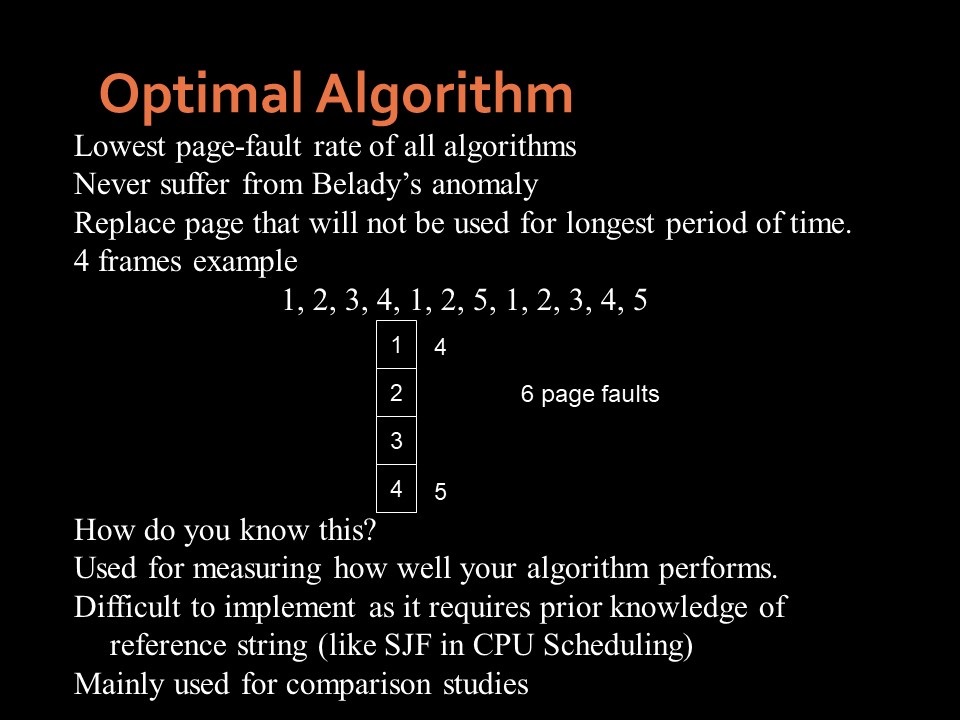 Optimal Algorithm
Lowest page-fault rate of all algorithms
Never suffer from Belady’s anomaly
Replace page that will not be used for longest period of time.
4 frames example
1, 2, 3, 4, 1, 2, 5, 1, 2, 3, 4, 5
1 4
2 6 page faults
3
4 5
How do you know this?
Used for measuring how well your algorithm performs.
Difficult to implement as it requires prior knowledge of
reference string (like SJF in CPU Scheduling)
Mainly used for comparison studies